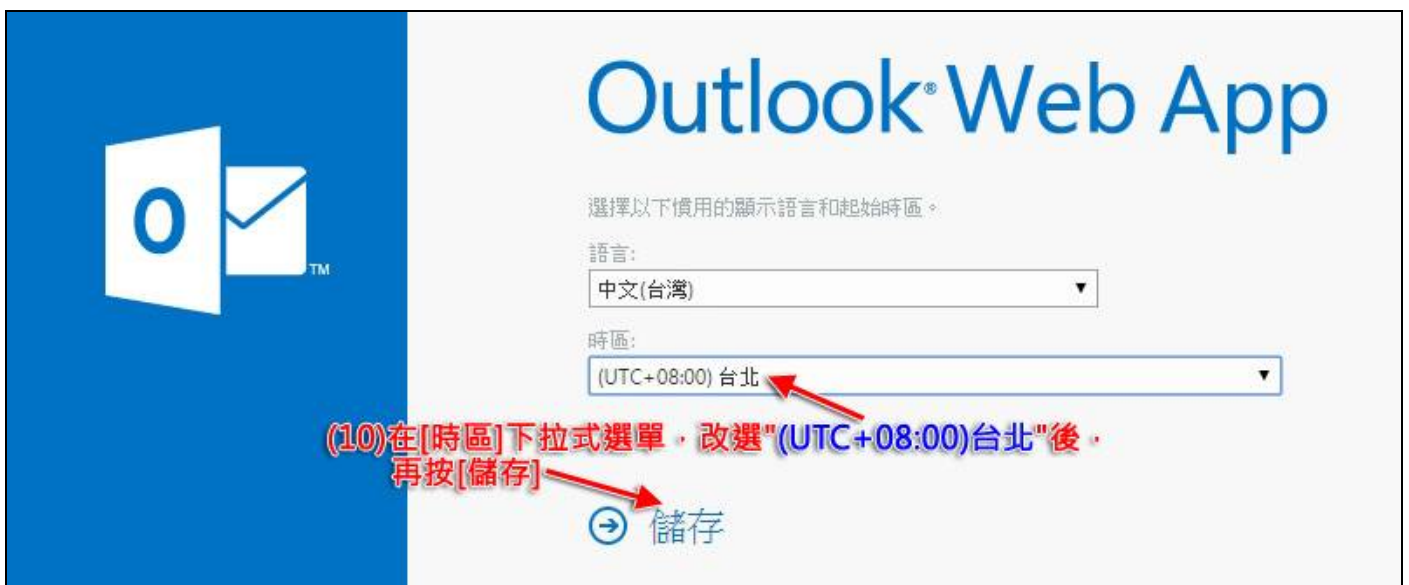 Outlook® Web App
O
TM
選擇以下慣用的顯示語言和起始時區。
語言:
中文(台灣)
時區:
(UTC+08:00) 台北
(10)在[時區]下拉式選單，改選"(UTC+08:00)台北"後，
再按[儲存]
儲存